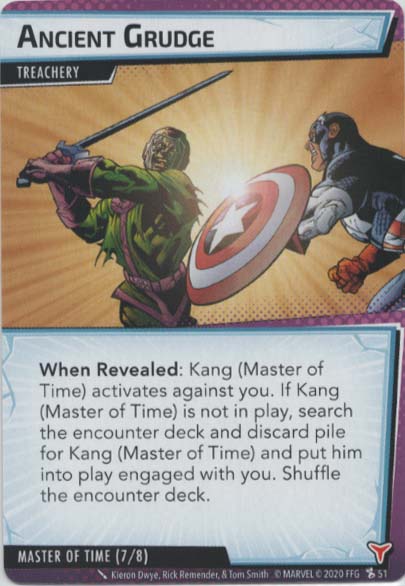 ANCIENT GRUDGE
TREACHERY
When Revealed: Kang (Master of
Time) activates against you. If Kang
(Master of Time) is not in play, search
the encounter deck and discard pile
for Kang (Master of Time) and put him
into play engaged with you. Shuffle
the encounter deck.
MASTER OF TIME (7/8)
Kieron Dwye, Rick Remender, & Tom Smith © MARVEL © 2020 FFG 51